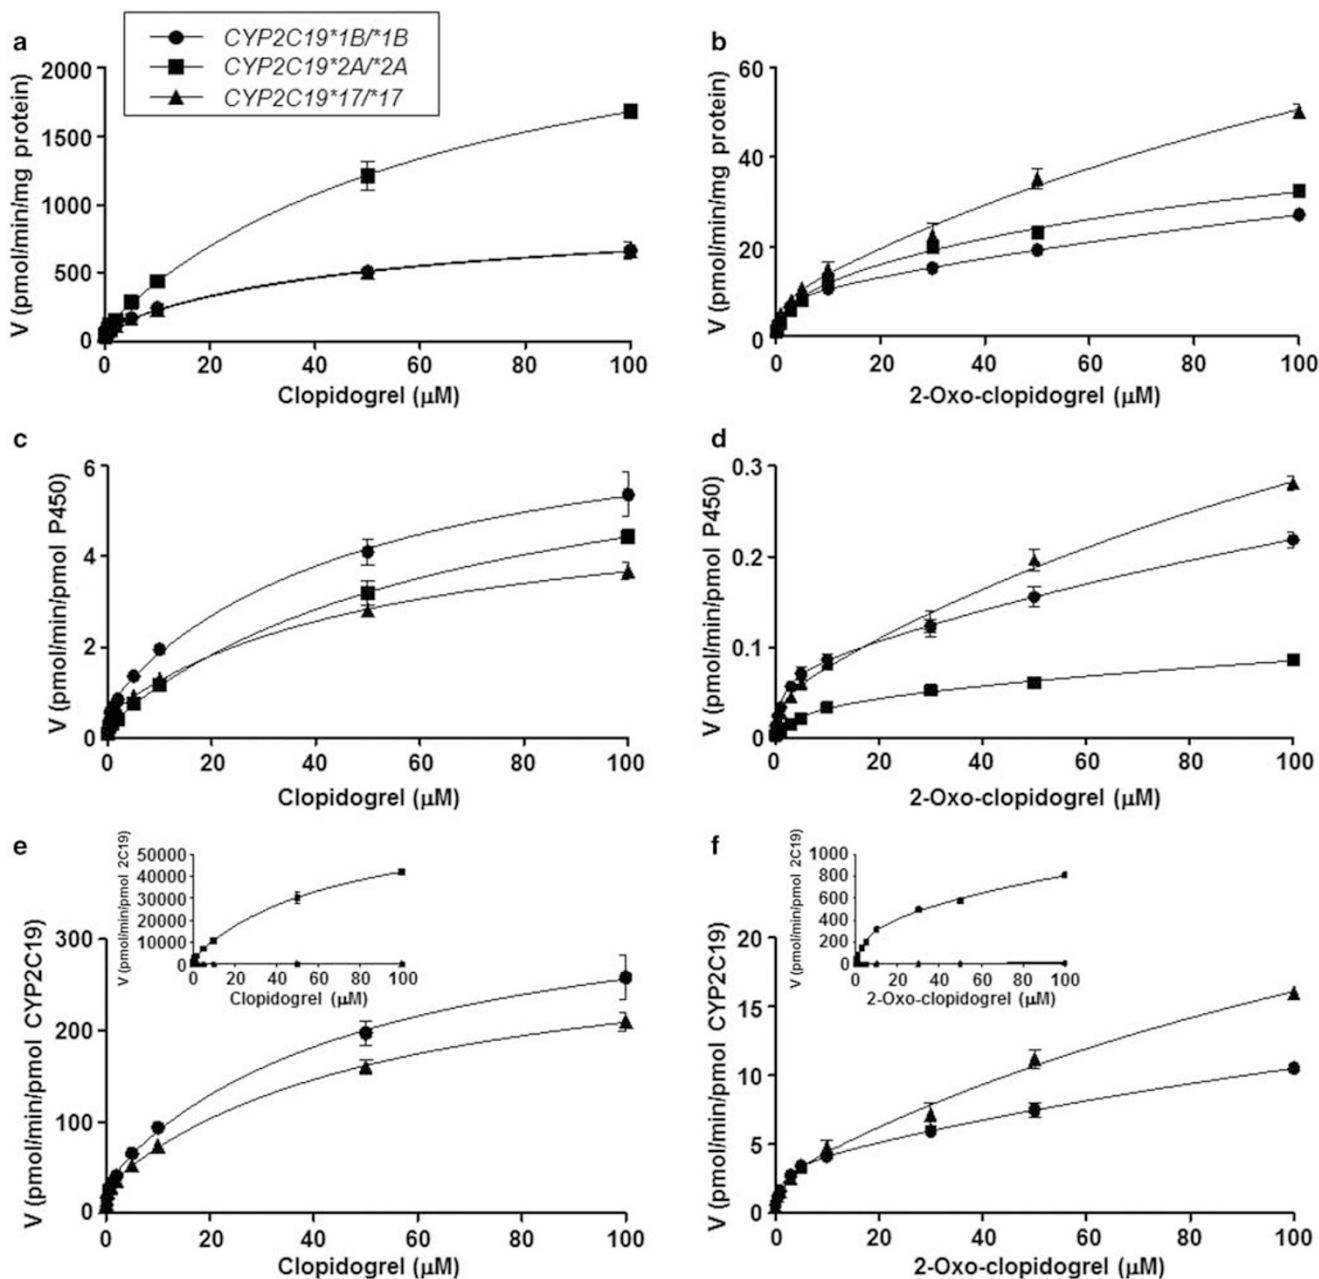 a
CYP2C19*1B/*1B
CYP2C19*2A/*2A
CYP2C19*17/*17
V (pmol/min/mg protein)
2000
1500
1000
500
0
0 20 40 60 80 100
Clopidogrel (μM)
b
V (pmol/min/mg protein)
60
40
20
0
0 20 40 60 80 100
2-Oxo-clopidogrel (μM)
c
V (pmol/min/pmol P450)
6
4
2
0
0 20 40 60 80 100
Clopidogrel (μM)
d
V (pmol/min/pmol P450)
0.3
0.2
0.1
0
0 20 40 60 80 100
2-Oxo-clopidogrel (μM)
e
V (pmol/min/pmol 2C19)
50000
40000
30000
20000
10000
0
0 20 40 60 80 100
Clopidogrel (μM)
V (pmol/min/pmol CYP2C19)
300
200
100
0
0 20 40 60 80 100
Clopidogrel (μM)
f
V (pmol/min/pmol 2C19)
1000
800
600
400
200
0
0 20 40 60 80 100
2-Oxo-clopidogrel (μM)
V (pmol/min/pmol CYP2C19)
20
15
10
5
0
0 20 40 60 80 100
2-Oxo-clopidogrel (μM)